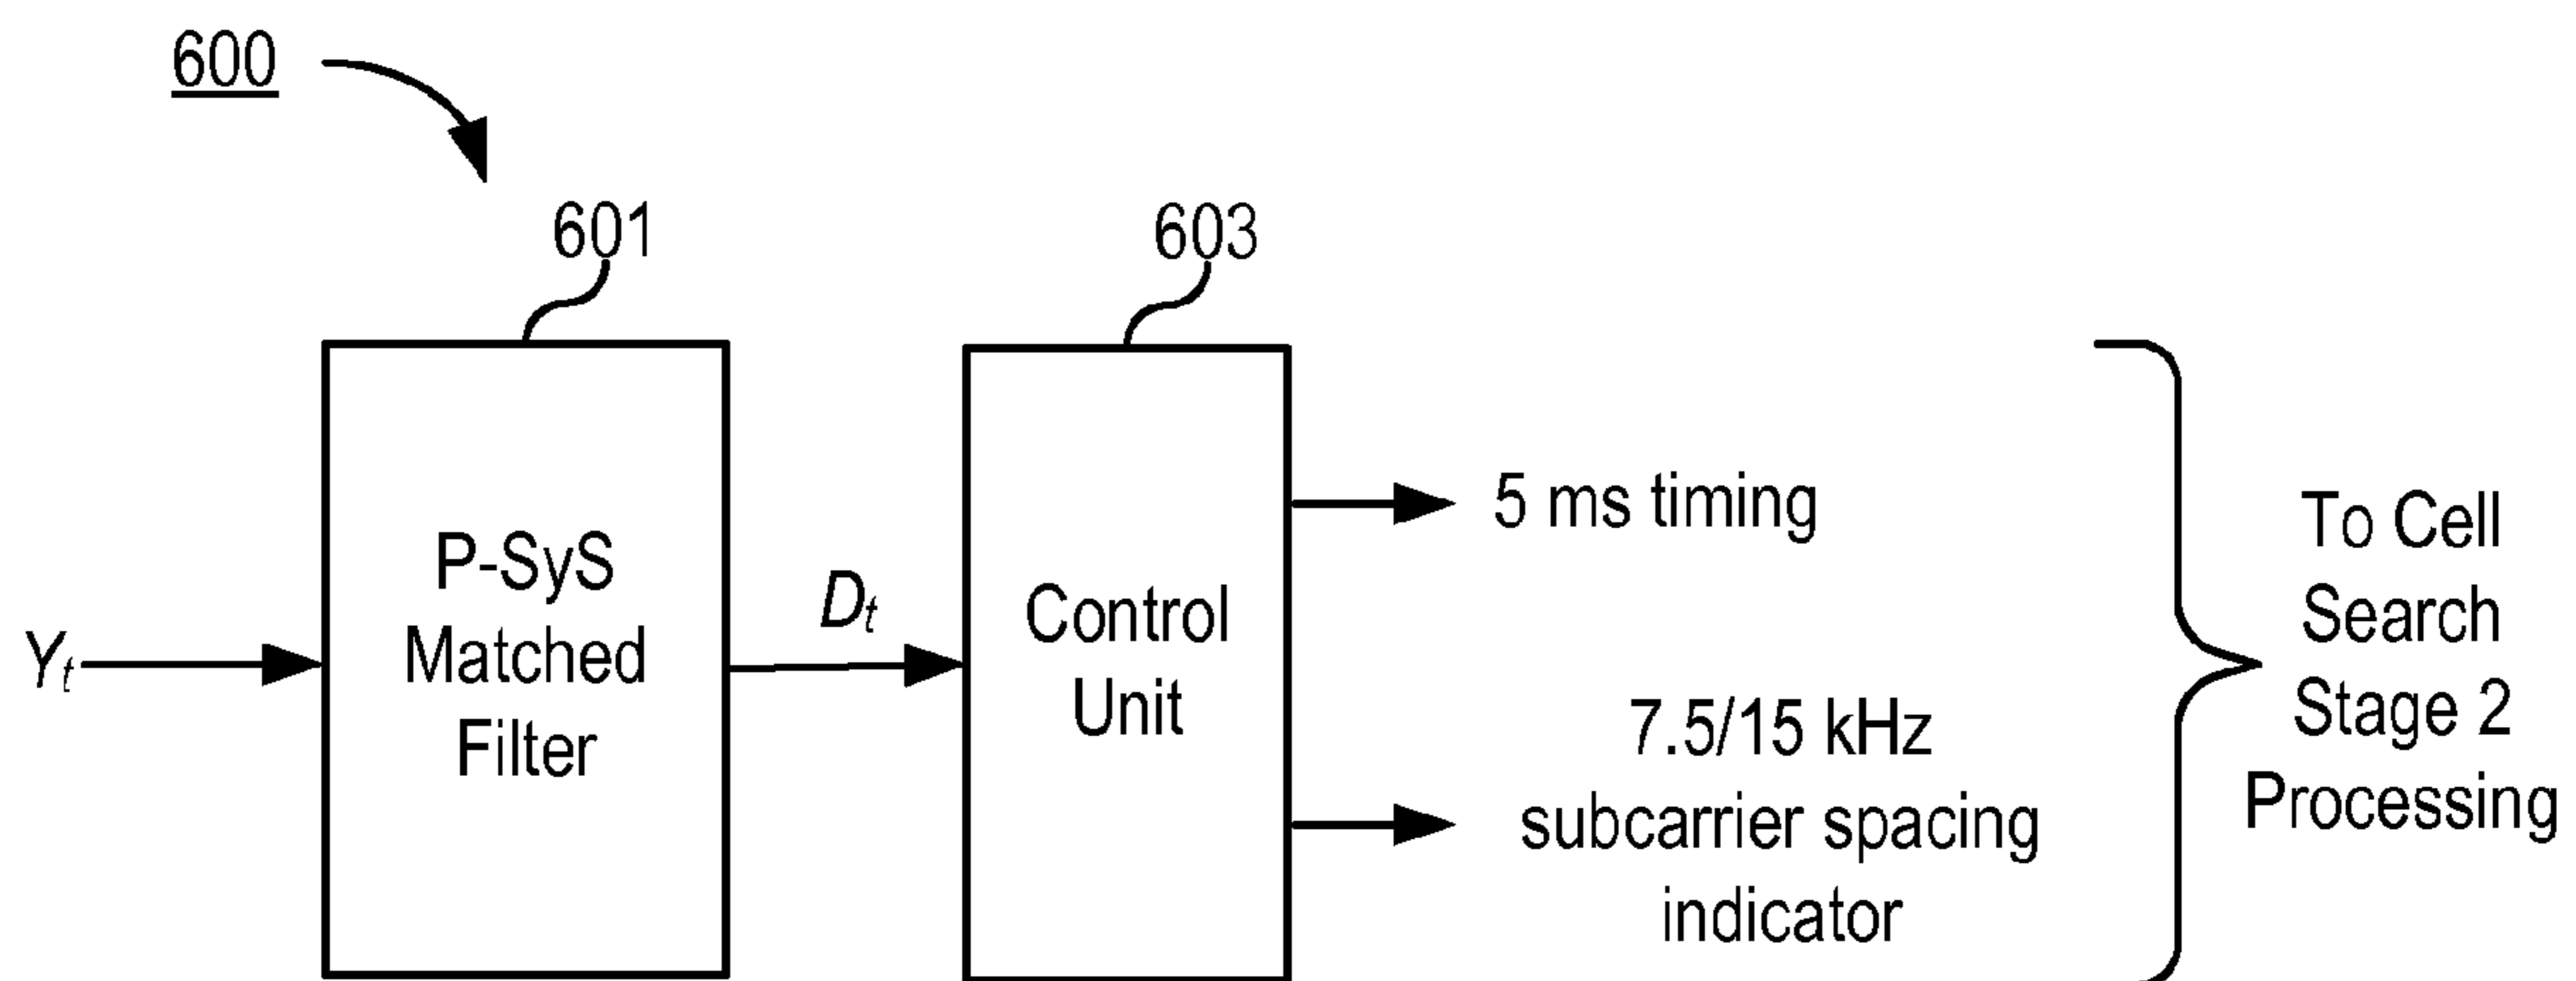 600
601
603
P-SyS
Matched
Filter
Yt
Dt
Control
Unit
5 ms timing
7.5/15 kHz
subcarrier spacing
indicator
To Cell
Search
Stage 2
Processing